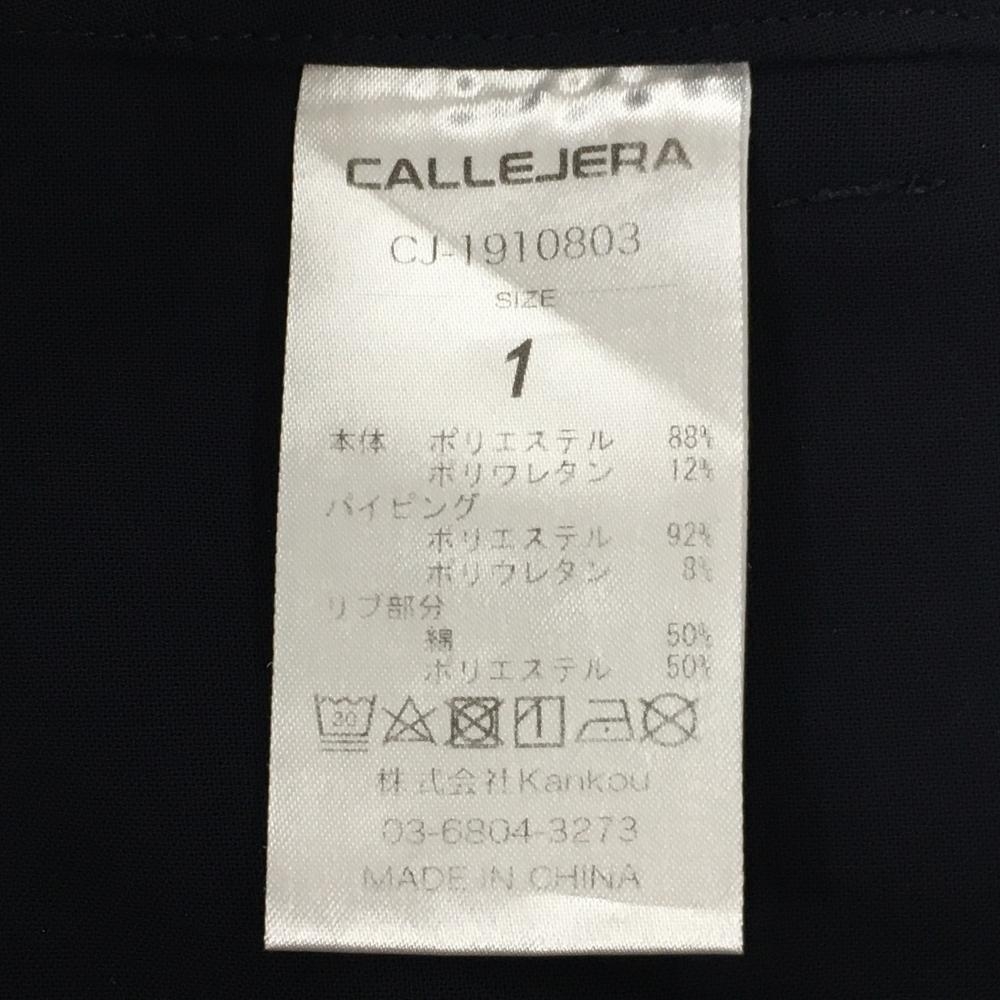 CALLEJERA
CJ-1910803
SIZE
1
本体 ポリエステル 88%
ポリウレタン 12%
パイピング
ポリエステル 92%
ポリウレタン 8%
リブ部分
綿 50%
ポリエステル 50%
30
株式会社Kankou
03-6804-3273
MADE IN CHINA